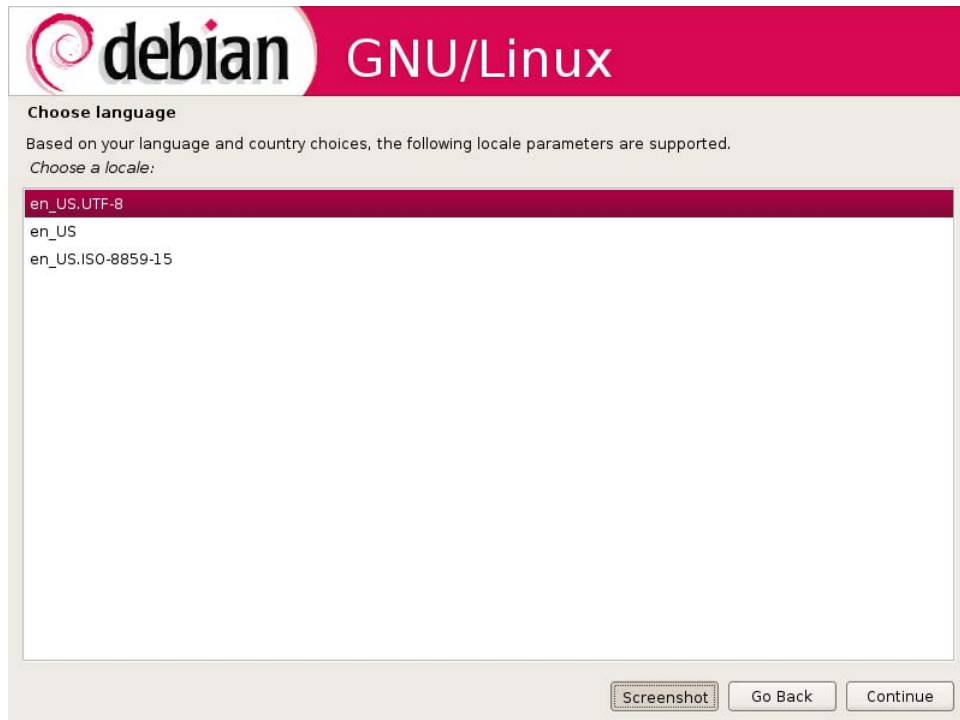 debian GNU/Linux
Choose language
Based on your language and country choices, the following locale parameters are supported.
Choose a locale:
en_US.UTF-8
en_US
en_US.ISO-8859-15
Screenshot Go Back Continue